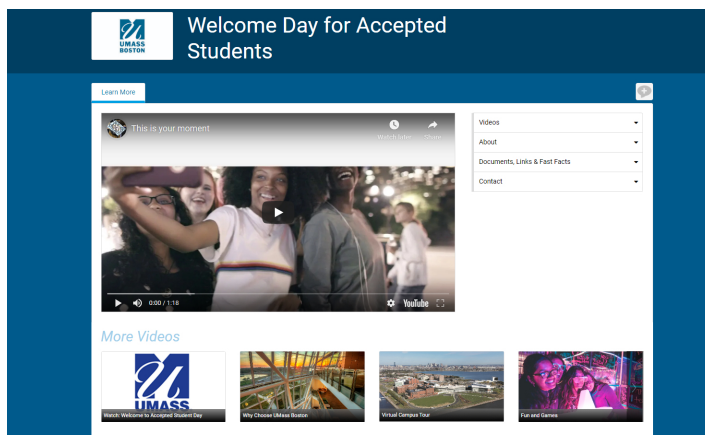 UMASS
BOSTON
Welcome Day for Accepted
Students
Learn More
This is your moment
Watch later
Share
Videos
About
Documents, Links & Fast Facts
Contact
0:00 / 1:18
YouTube
More Videos
UMASS
Watch: Welcome to Accepted Student Day
Why Choose UMass Boston
Virtual Campus Tour
Fun and Games